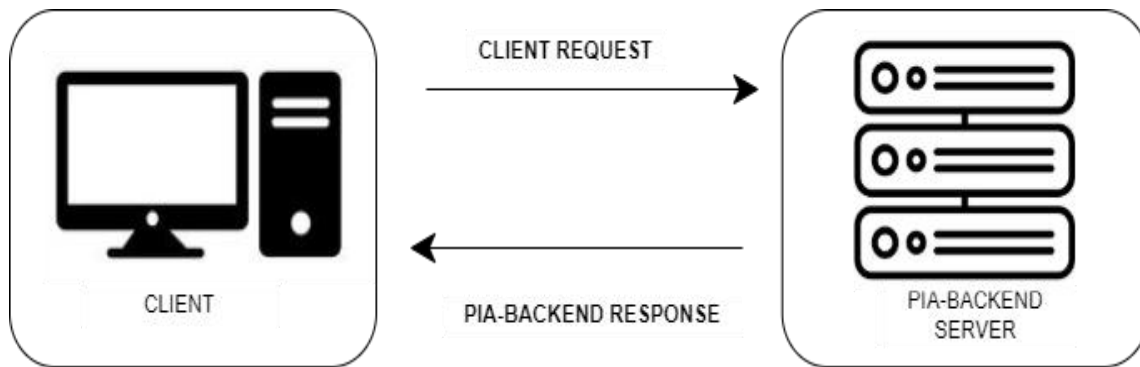 CLIENT REQUEST
CLIENT
PIA-BACKEND RESPONSE
PIA-BACKEND
SERVER